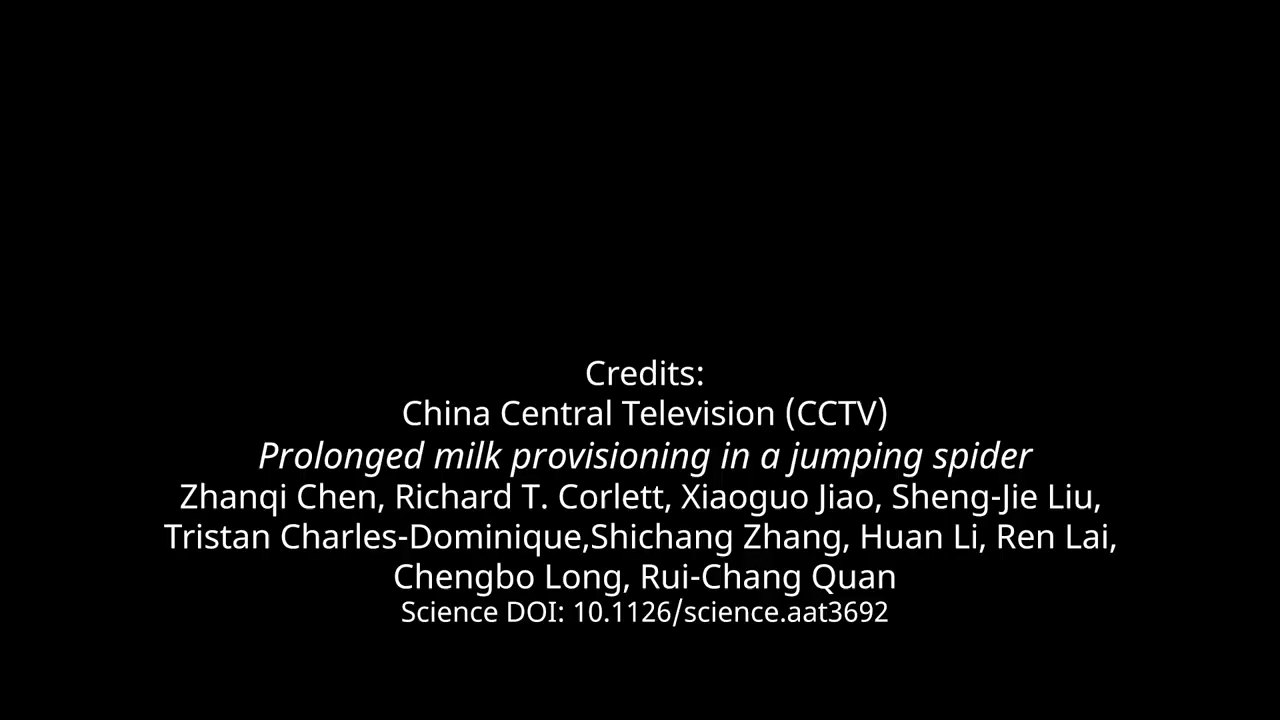 Credits:
China Central Television (CCTV)
Prolonged milk provisioning in a jumping spider
Zhanqi Chen, Richard T. Corlett, Xiaoguo Jiao, Sheng-Jie Liu,
Tristan Charles-Dominique,Shichang Zhang, Huan Li, Ren Lai,
Chengbo Long, Rui-Chang Quan
Science DOI: 10.1126/science.aat3692